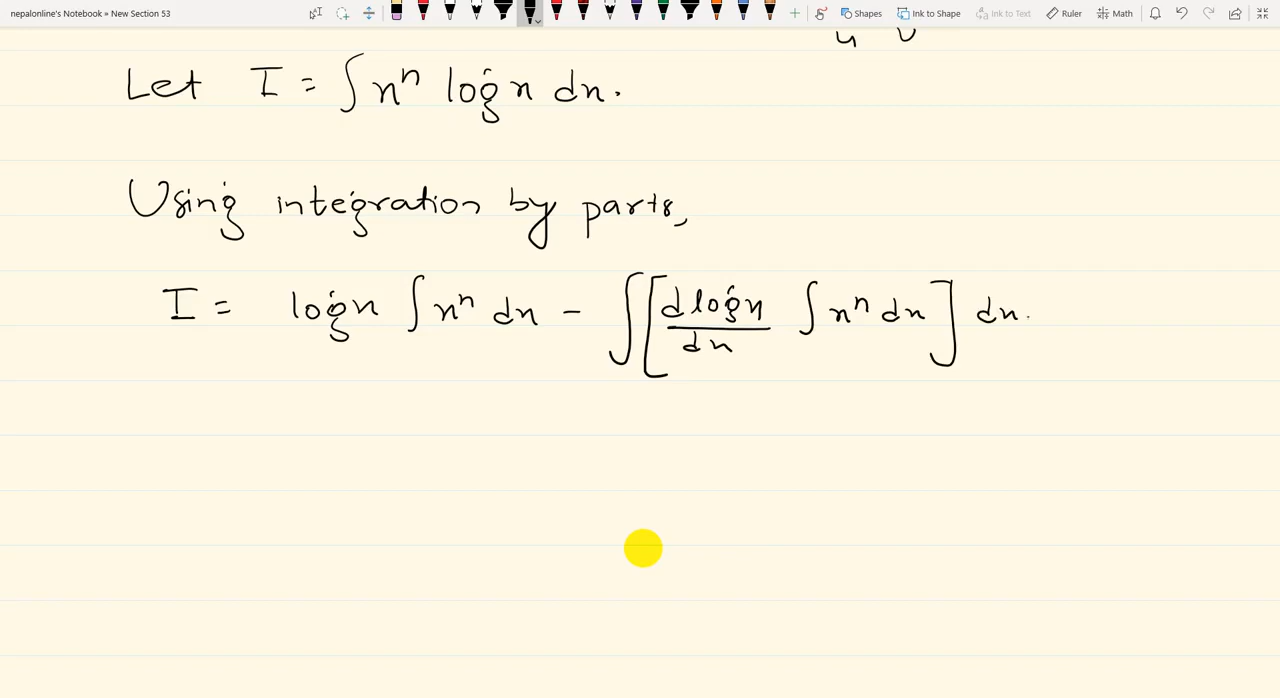 nepalonline's Notebook » New Section 53
Shapes Ink to Shape Ink to Text Ruler Math
u v
Let I = ∫ xⁿ log x dx.
Using integration by parts,
I = log x ∫ xⁿ dx - ∫ [ d log x / dx ∫ xⁿ dx ] dx.